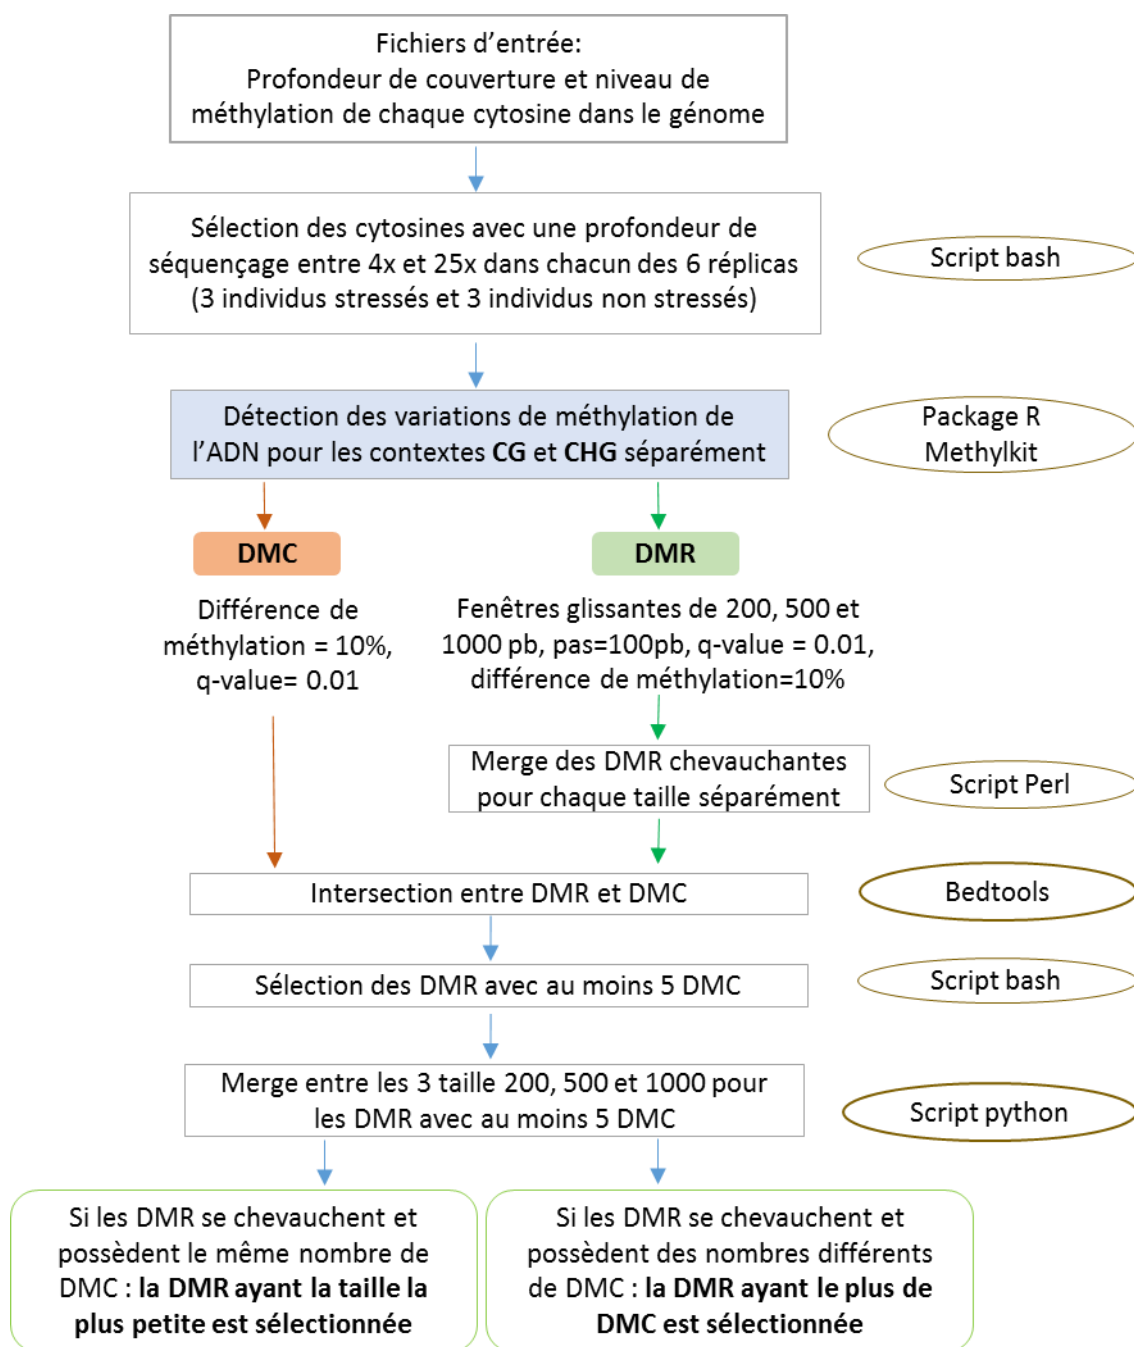 Fichiers d’entrée:
Profondeur de couverture et niveau de
méthylation de chaque cytosine dans le génome
Sélection des cytosines avec une profondeur de
séquençage entre 4x et 25x dans chacun des 6 réplicas
(3 individus stressés et 3 individus non stressés)
Script bash
Détection des variations de méthylation de
l’ADN pour les contextes CG et CHG séparément
Package R
Methylkit
DMC
DMR
Différence de
méthylation = 10%,
q-value= 0.01
Fenêtres glissantes de 200, 500 et
1000 pb, pas=100pb, q-value = 0.01,
différence de méthylation=10%
Merge des DMR chevauchantes
pour chaque taille séparément
Script Perl
Intersection entre DMR et DMC
Bedtools
Sélection des DMR avec au moins 5 DMC
Script bash
Merge entre les 3 taille 200, 500 et 1000 pour
les DMR avec au moins 5 DMC
Script python
Si les DMR se chevauchent et
possèdent le même nombre de
DMC : la DMR ayant la taille la
plus petite est sélectionnée
Si les DMR se chevauchent et
possèdent des nombres différents
de DMC : la DMR ayant le plus de
DMC est sélectionnée